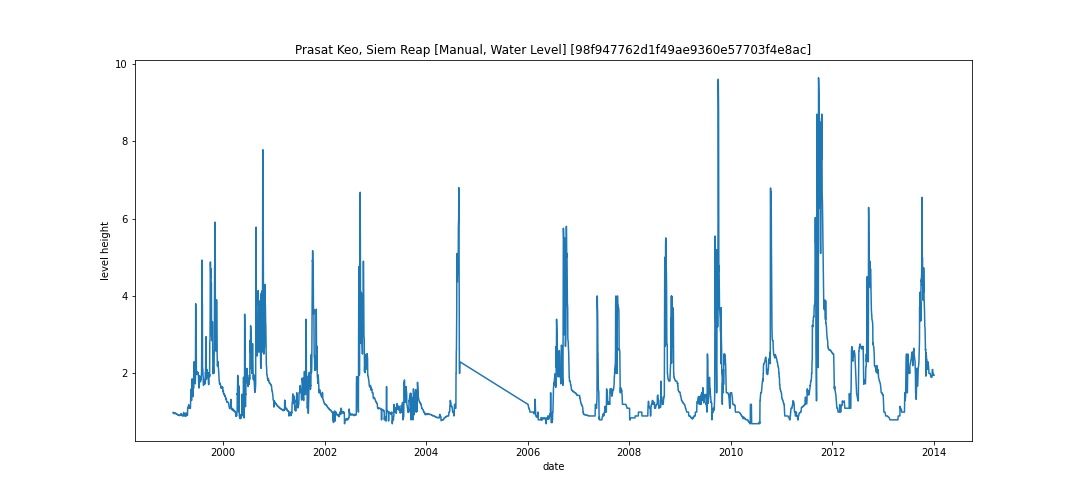 Prasat Keo, Siem Reap [Manual, Water Level] [98f947762d1f49ae9360e57703f4e8ac]
10
8
6
4
2
level height
2000 2002 2004 2006 2008 2010 2012 2014
date